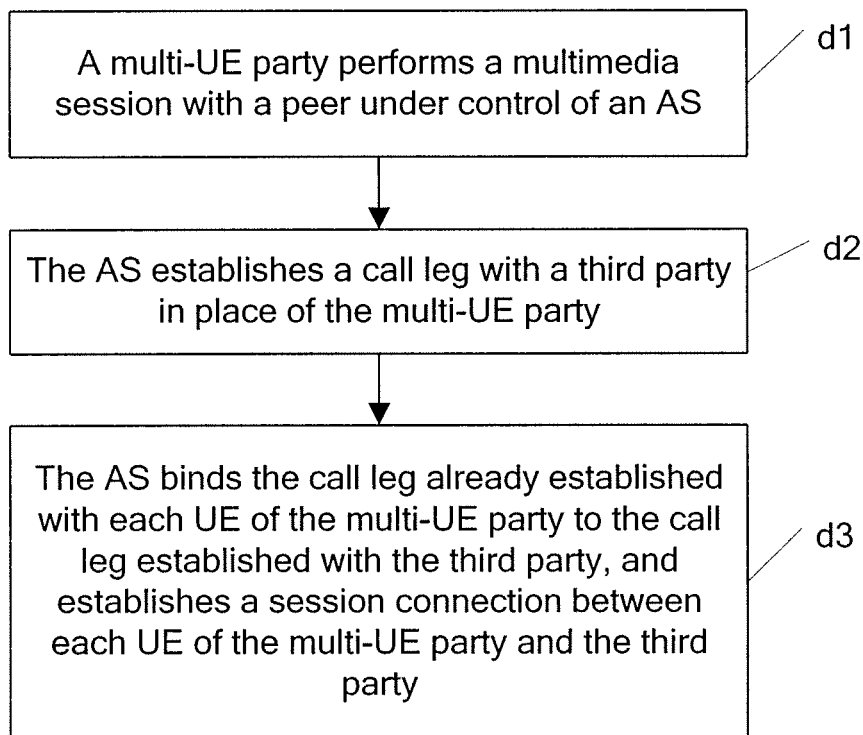 A multi-UE party performs a multimedia
session with a peer under control of an AS
d1
The AS establishes a call leg with a third party
in place of the multi-UE party
d2
The AS binds the call leg already established
with each UE of the multi-UE party to the call
leg established with the third party, and
establishes a session connection between
each UE of the multi-UE party and the third
party
d3